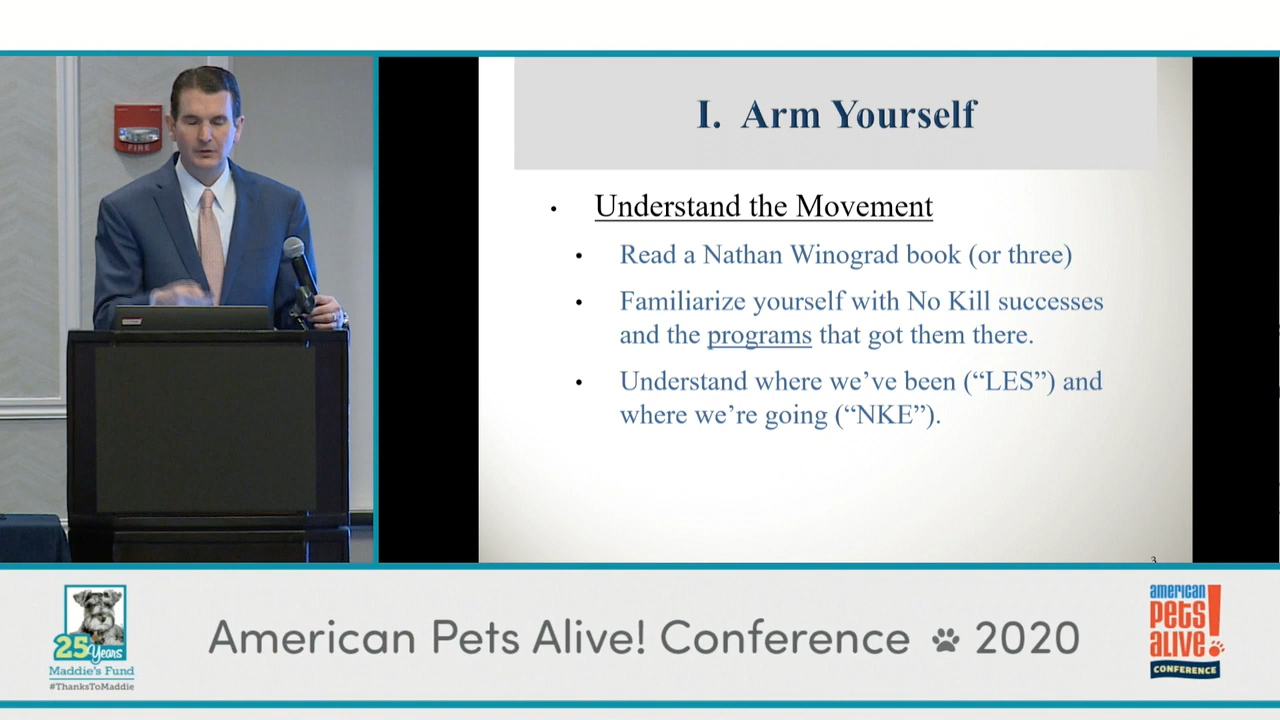 FIRE
I. Arm Yourself
• Understand the Movement
• Read a Nathan Winograd book (or three)
• Familiarize yourself with No Kill successes
and the programs that got them there.
• Understand where we’ve been (“LES”) and
where we’re going (“NKE”).
3
25 Years
Maddie's Fund
#ThanksToMaddie
American Pets Alive! Conference 2020
american
PETS
ALIVE!
CONFERENCE